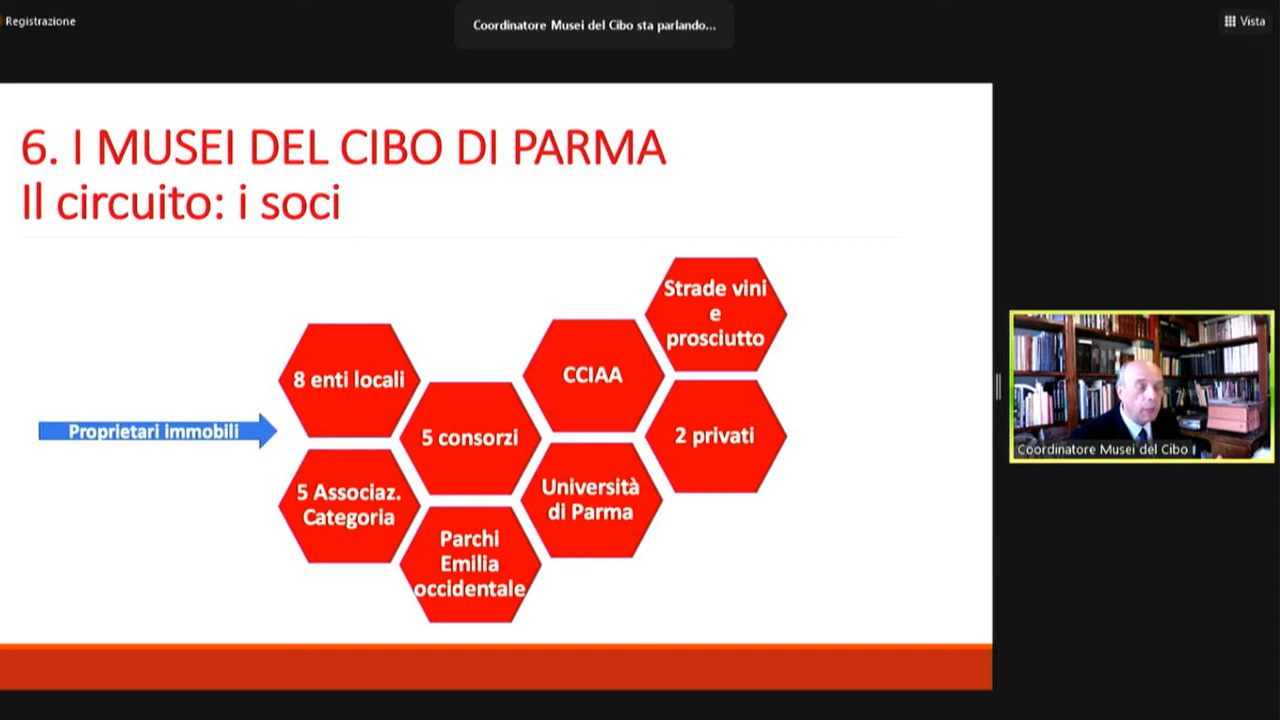 Registrazione
Coordinatore Musei del Cibo sta parlando...
Vista
6. I MUSEI DEL CIBO DI PARMA
Il circuito: i soci
Strade vini
e
prosciutto
8 enti locali
CCIAA
Proprietari immobili
5 consorzi
2 privati
5 Associaz.
Categoria
Università
di Parma
Parchi
Emilia
occidentale
Coordinatore Musei del Cibo